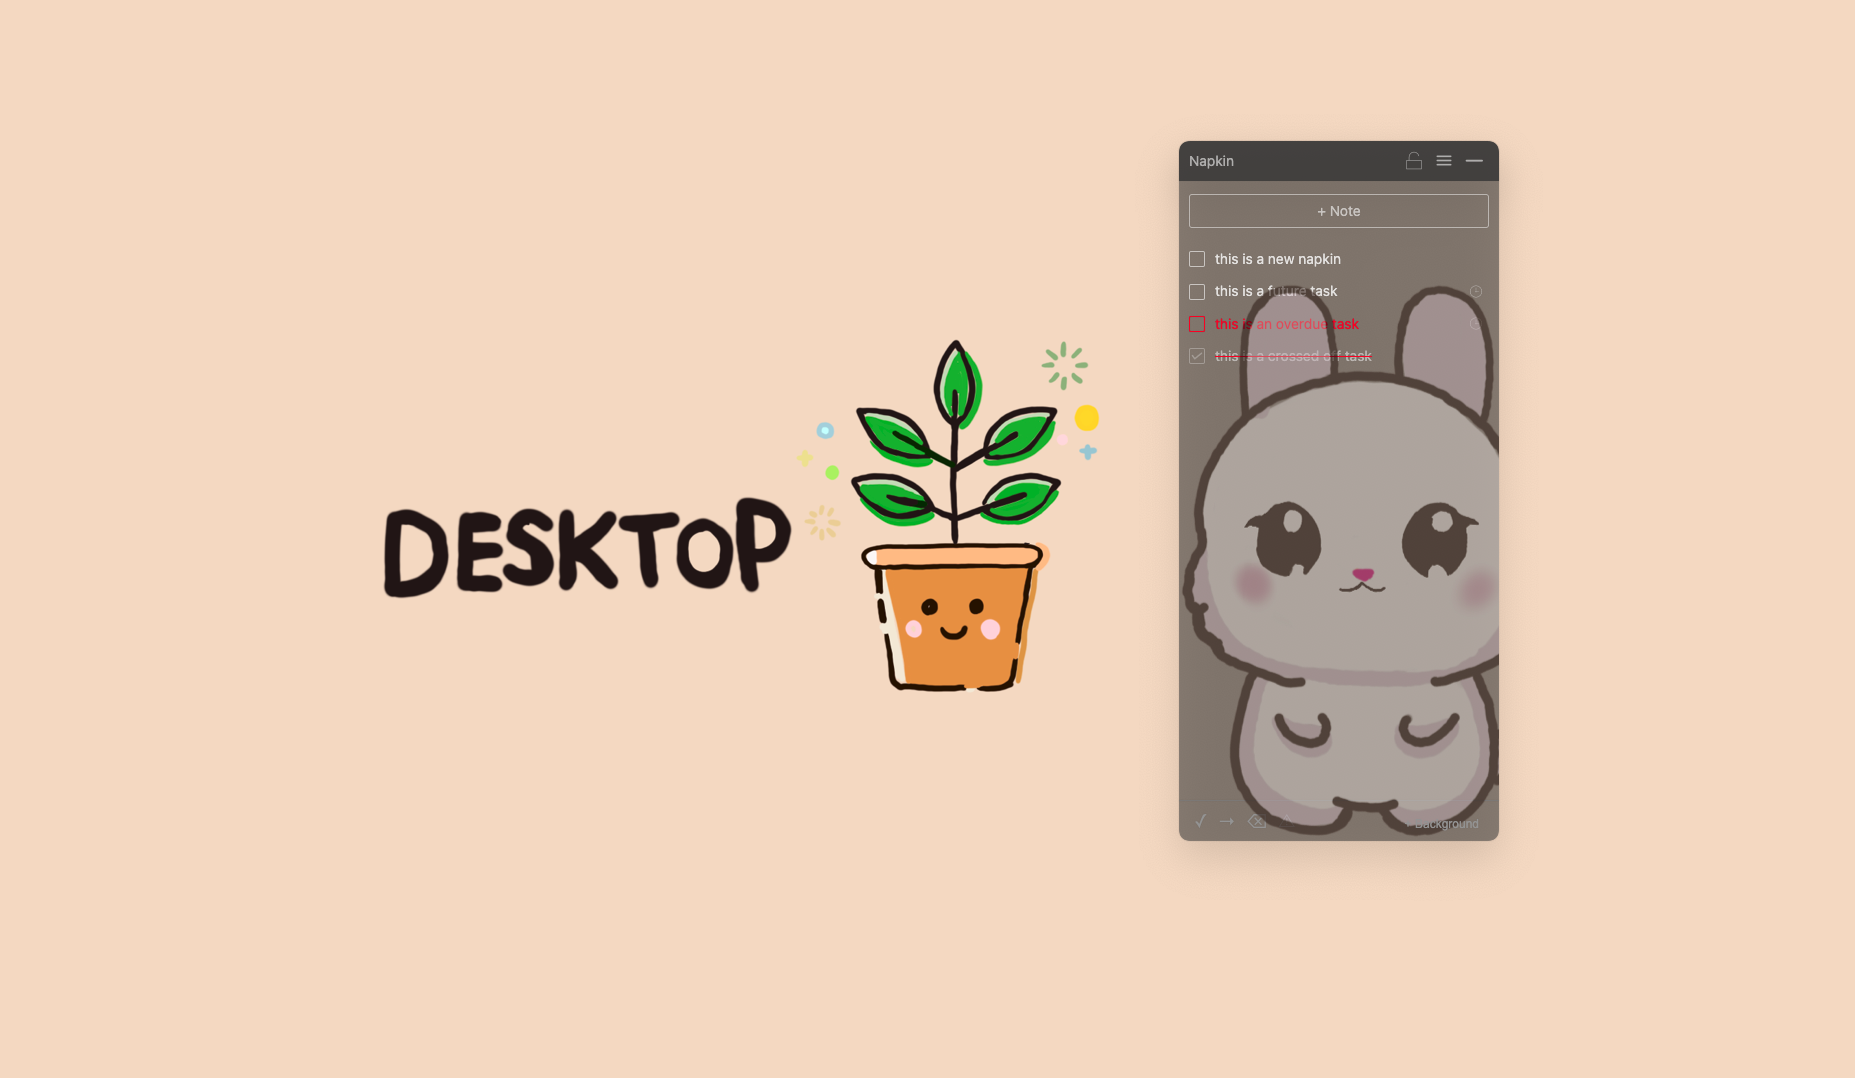 DESKTOP
Napkin
+ Note
this is a new napkin
this is a future task
this is an overdue task
this is a crossed off task
Background